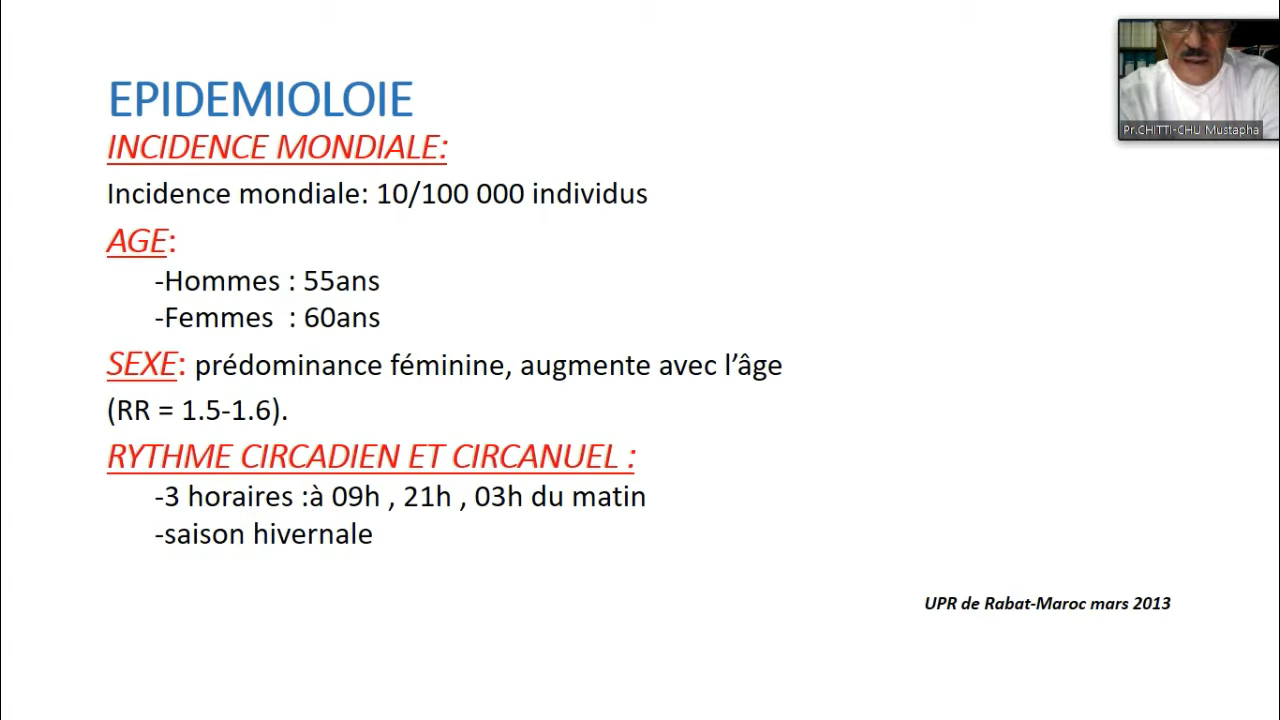 EPIDEMIOLOIE
INCIDENCE MONDIALE:
Incidence mondiale: 10/100 000 individus
AGE:
-Hommes : 55ans
-Femmes : 60ans
SEXE: prédominance féminine, augmente avec l’âge
(RR = 1.5-1.6).
RYTHME CIRCADIEN ET CIRCANUEL :
-3 horaires :à 09h , 21h , 03h du matin
-saison hivernale
UPR de Rabat-Maroc mars 2013
Pr.CHITTI-CHU Mustapha